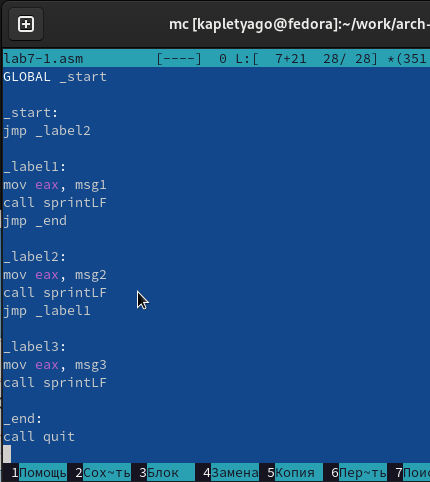 mc [kapletyago@fedora]:~/work/arch-
lab7-1.asm [----] 0 L:[ 7+21 28/ 28] *(351
GLOBAL _start
_start:
jmp _label2
_label1:
mov eax, msg1
call sprintLF
jmp _end
_label2:
mov eax, msg2
call sprintLF
jmp _label1
_label3:
mov eax, msg3
call sprintLF
_end:
call quit
1Помощь 2Сох~ть 3Блок 4Замена 5Копия 6Пер~ть 7Поис